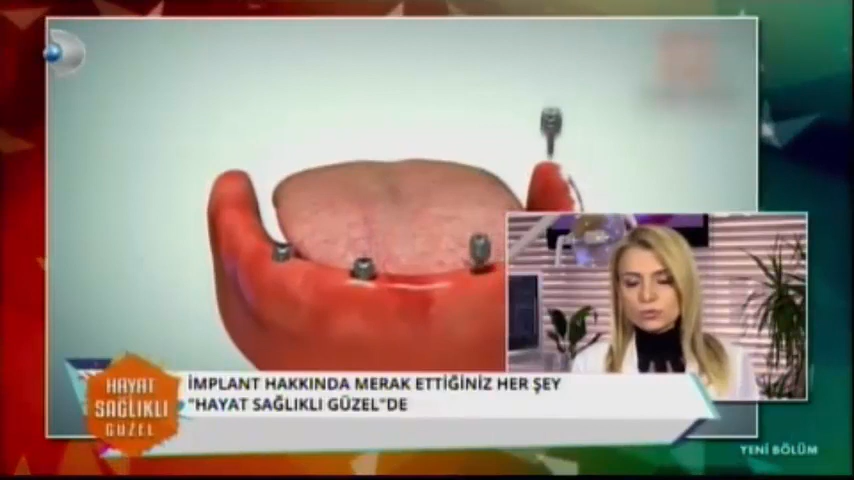 HAYAT
SAĞLIKLI
GÜZEL
İMPLANT HAKKINDA MERAK ETTİĞİNİZ HER ŞEY
"HAYAT SAĞLIKLI GÜZEL"DE
YENİ BÖLÜM